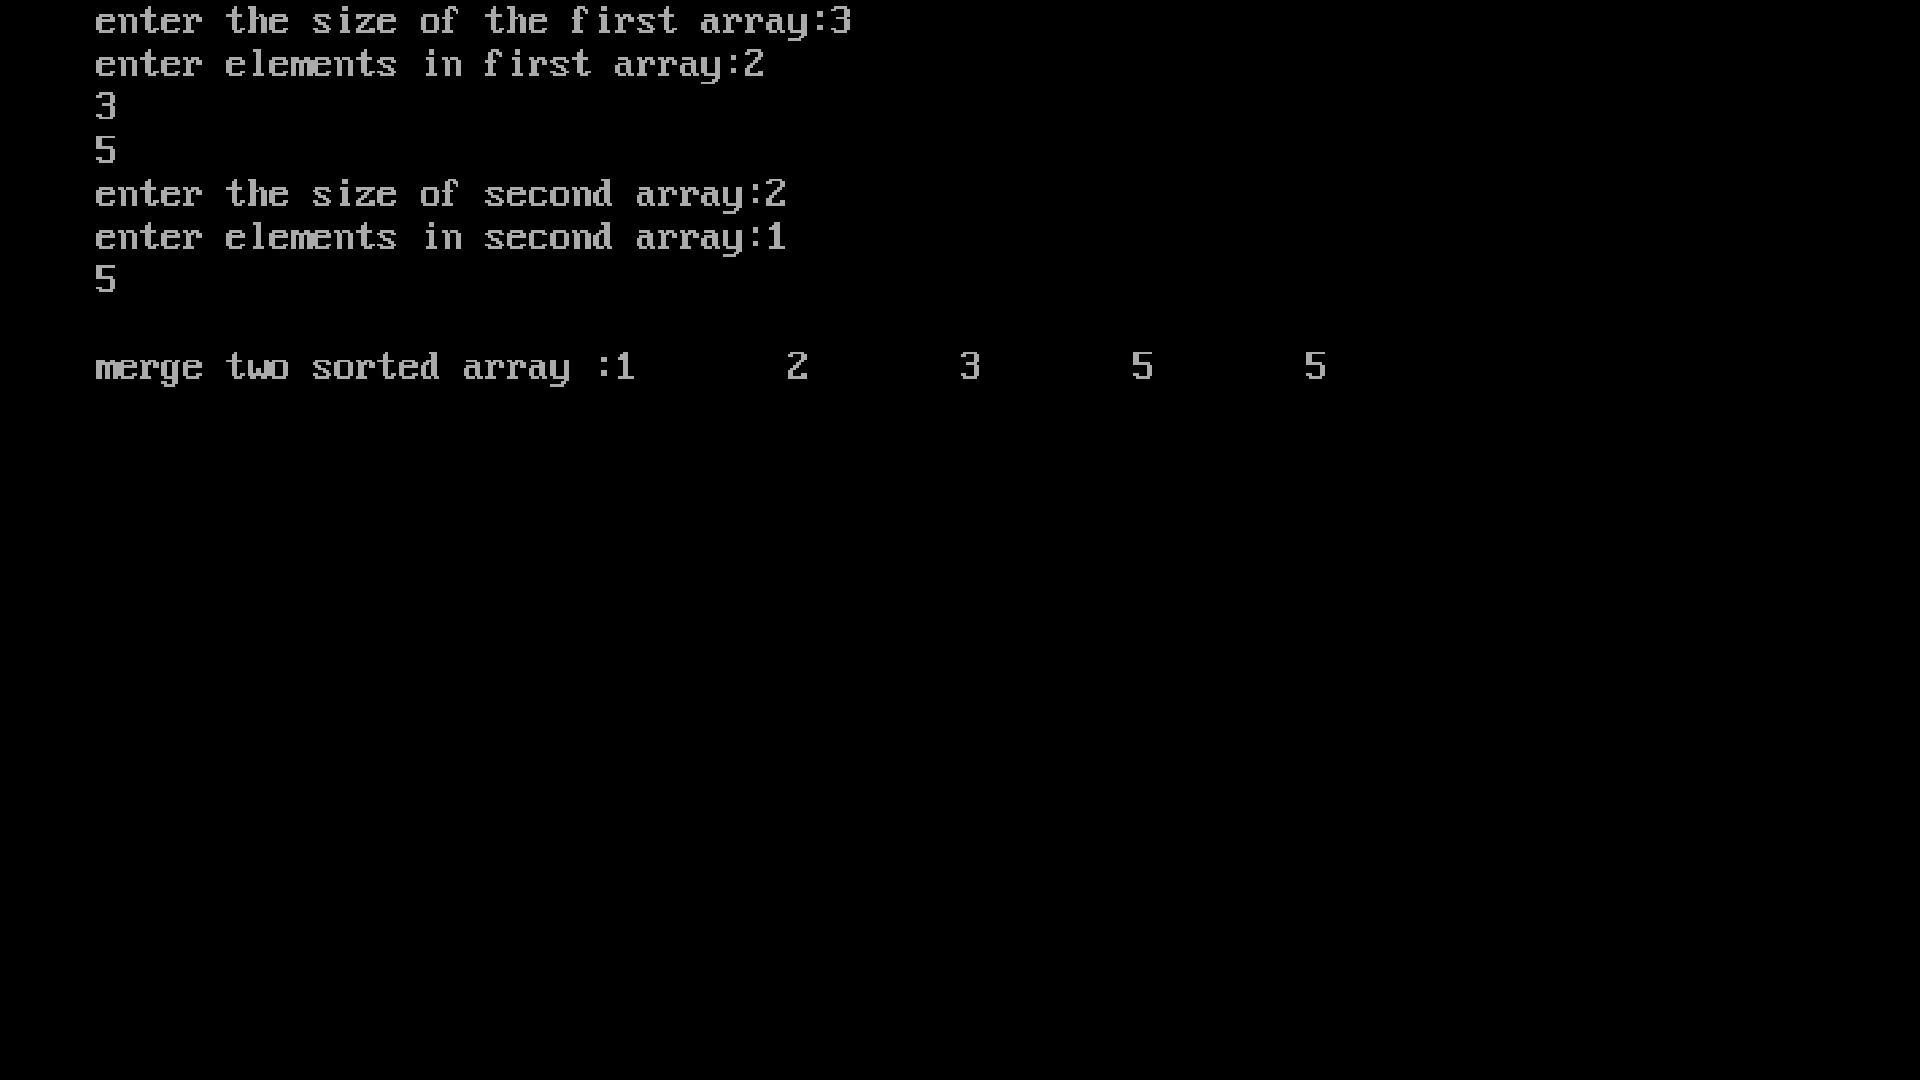 enter the size of the first array:3
enter elements in first array:2
3
5
enter the size of second array:2
enter elements in second array:1
5
merge two sorted array :1 2 3 5 5